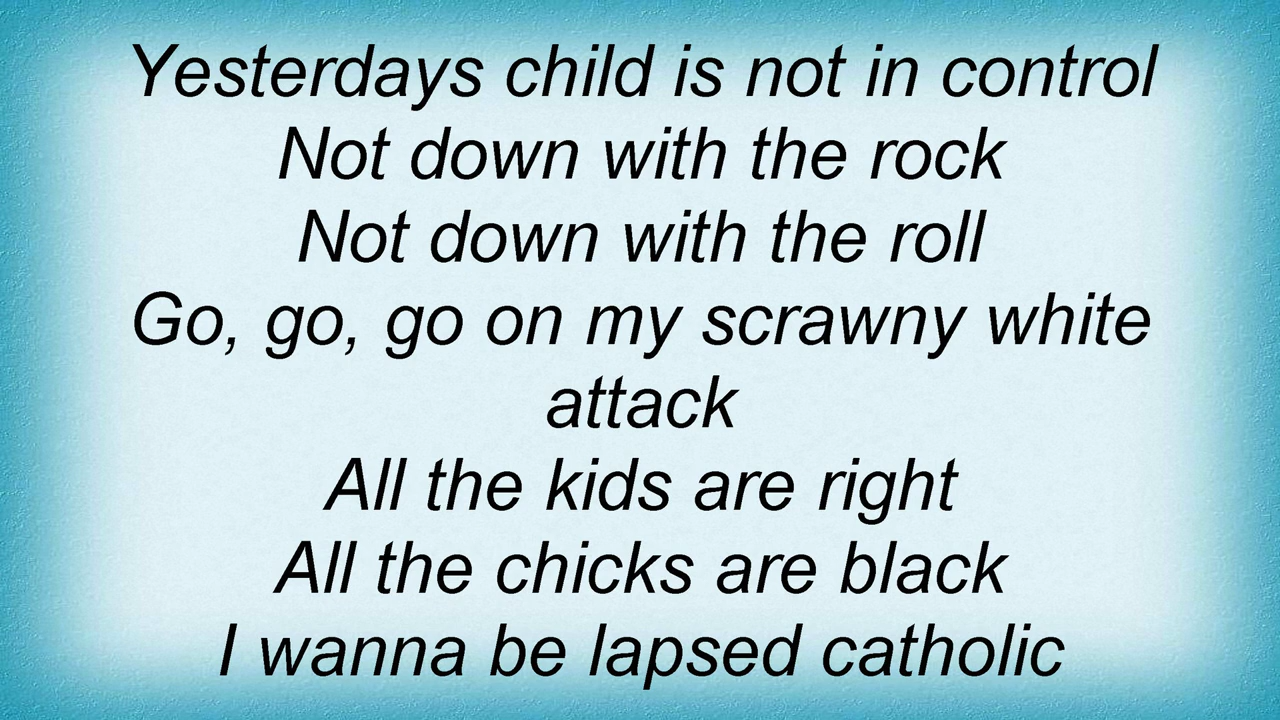 Yesterdays child is not in control
Not down with the rock
Not down with the roll
Go, go, go on my scrawny white
attack
All the kids are right
All the chicks are black
I wanna be lapsed catholic